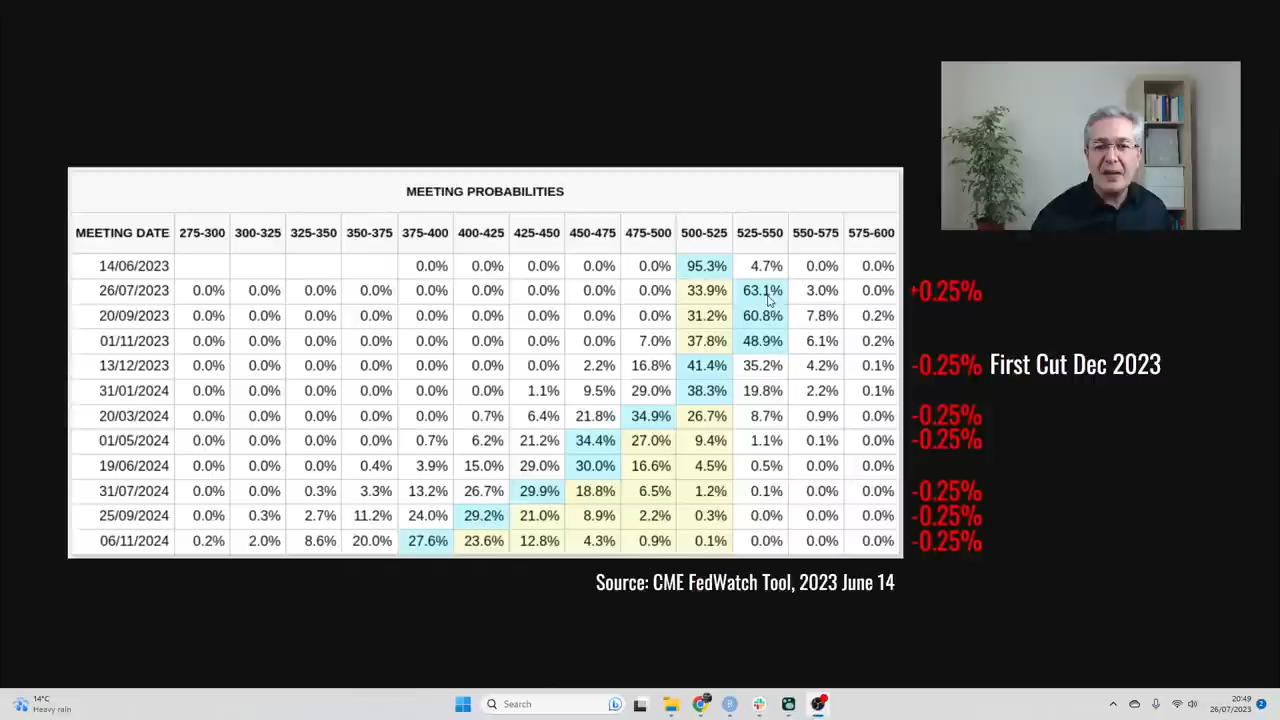 MEETING PROBABILITIES
MEETING DATE 275-300 300-325 325-350 350-375 375-400 400-425 425-450 450-475 475-500 500-525 525-550 550-575 575-600
14/06/2023 0.0% 0.0% 0.0% 0.0% 0.0% 95.3% 4.7% 0.0% 0.0%
26/07/2023 0.0% 0.0% 0.0% 0.0% 0.0% 0.0% 0.0% 0.0% 0.0% 33.9% 63.1% 3.0% 0.0% +0.25%
20/09/2023 0.0% 0.0% 0.0% 0.0% 0.0% 0.0% 0.0% 0.0% 0.0% 31.2% 60.8% 7.8% 0.2%
01/11/2023 0.0% 0.0% 0.0% 0.0% 0.0% 0.0% 0.0% 0.0% 7.0% 37.8% 48.9% 6.1% 0.2%
13/12/2023 0.0% 0.0% 0.0% 0.0% 0.0% 0.0% 0.0% 2.2% 16.8% 41.4% 35.2% 4.2% 0.1% -0.25% First Cut Dec 2023
31/01/2024 0.0% 0.0% 0.0% 0.0% 0.0% 0.0% 1.1% 9.5% 29.0% 38.3% 19.8% 2.2% 0.1%
20/03/2024 0.0% 0.0% 0.0% 0.0% 0.0% 0.7% 6.4% 21.8% 34.9% 26.7% 8.7% 0.9% 0.0% -0.25%
01/05/2024 0.0% 0.0% 0.0% 0.0% 0.7% 6.2% 21.2% 34.4% 27.0% 9.4% 1.1% 0.1% 0.0% -0.25%
19/06/2024 0.0% 0.0% 0.0% 0.4% 3.9% 15.0% 29.0% 30.0% 16.6% 4.5% 0.5% 0.0% 0.0%
31/07/2024 0.0% 0.0% 0.3% 3.3% 13.2% 26.7% 29.9% 18.8% 6.5% 1.2% 0.1% 0.0% 0.0% -0.25%
25/09/2024 0.0% 0.3% 2.7% 11.2% 24.0% 29.2% 21.0% 8.9% 2.2% 0.3% 0.0% 0.0% 0.0% -0.25%
06/11/2024 0.2% 2.0% 8.6% 20.0% 27.6% 23.6% 12.8% 4.3% 0.9% 0.1% 0.0% 0.0% 0.0% -0.25%
Source: CME FedWatch Tool, 2023 June 14
14°C
Heavy rain
Search
20:49
26/07/2023